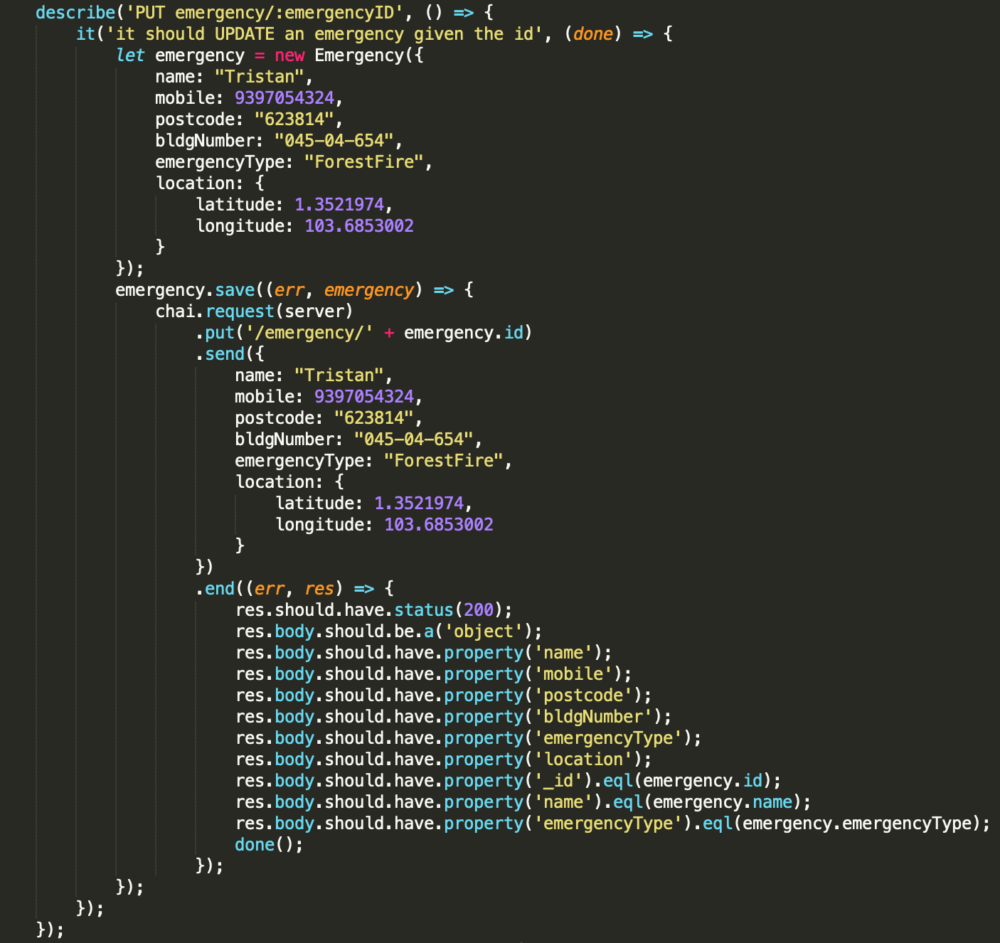 describe('PUT emergency/:emergencyID', () => {
    it('it should UPDATE an emergency given the id', (done) => {
        let emergency = new Emergency({
            name: "Tristan",
            mobile: 9397054324,
            postcode: "623814",
            bldgNumber: "045-04-654",
            emergencyType: "ForestFire",
            location: {
                latitude: 1.3521974,
                longitude: 103.6853002
            }
        });
        emergency.save((err, emergency) => {
            chai.request(server)
                .put('/emergency/' + emergency.id)
                .send({
                    name: "Tristan",
                    mobile: 9397054324,
                    postcode: "623814",
                    bldgNumber: "045-04-654",
                    emergencyType: "ForestFire",
                    location: {
                        latitude: 1.3521974,
                        longitude: 103.6853002
                    }
                })
                .end((err, res) => {
                    res.should.have.status(200);
                    res.body.should.be.a('object');
                    res.body.should.have.property('name');
                    res.body.should.have.property('mobile');
                    res.body.should.have.property('postcode');
                    res.body.should.have.property('bldgNumber');
                    res.body.should.have.property('emergencyType');
                    res.body.should.have.property('location');
                    res.body.should.have.property('_id').eql(emergency.id);
                    res.body.should.have.property('name').eql(emergency.name);
                    res.body.should.have.property('emergencyType').eql(emergency.emergencyType);
                    done();
                });
        });
    });
});